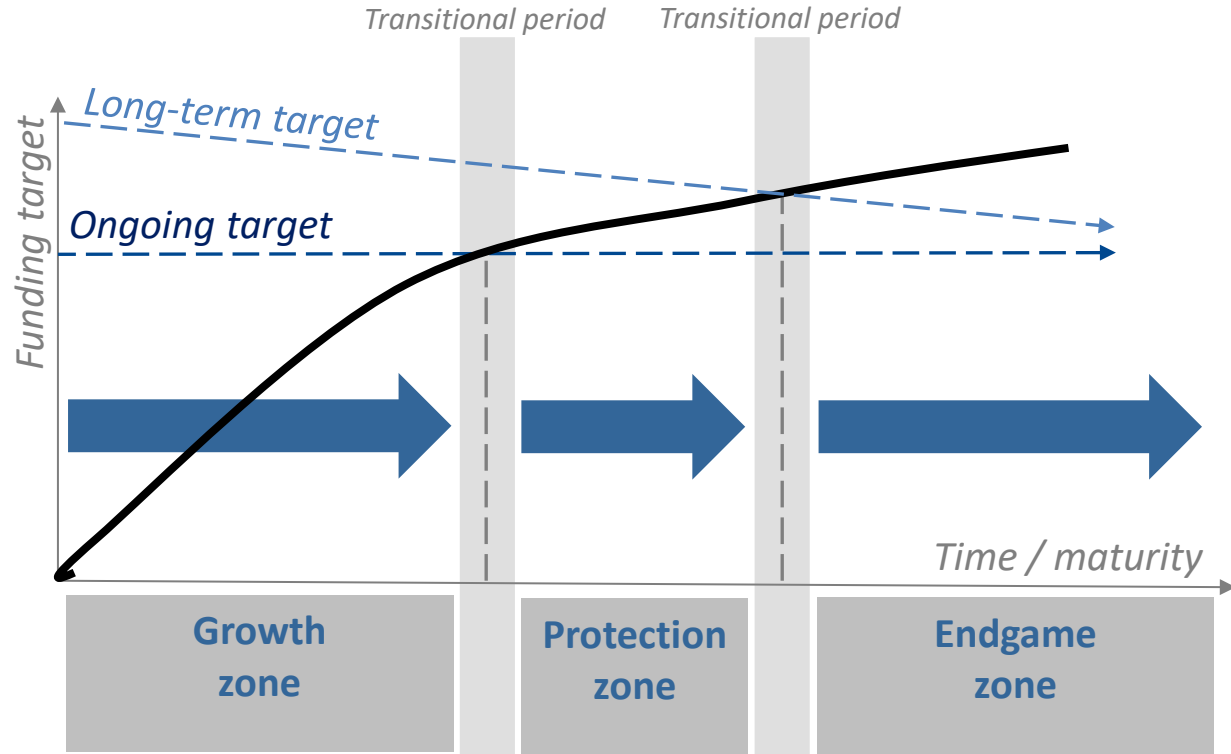 Transitional period
Transitional period
Long-term target
Ongoing target
Funding target
Time / maturity
Growth
zone
Protection
zone
Endgame
zone